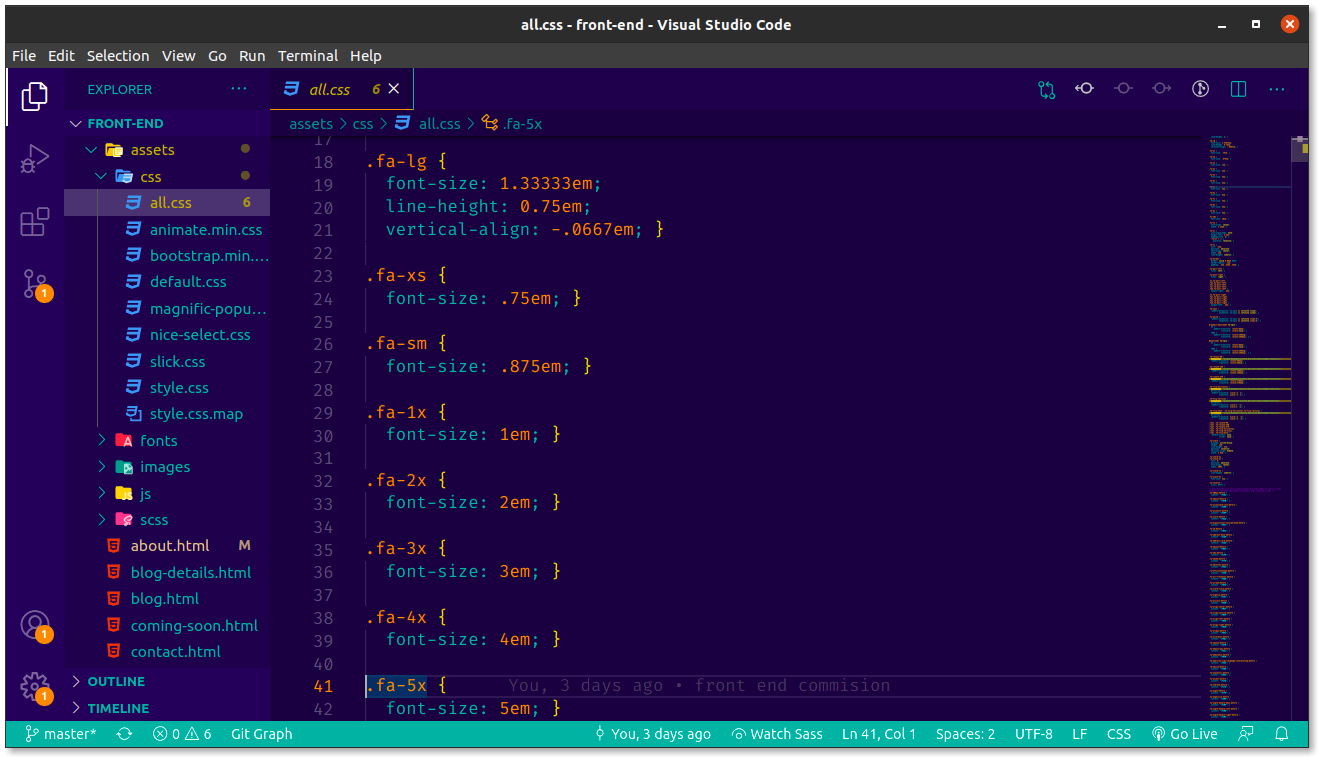 all.css - front-end - Visual Studio Code
File Edit Selection View Go Run Terminal Help
EXPLORER ...
all.css 6
FRONT-END
assets
css
all.css 6
animate.min.css
bootstrap.min....
default.css
magnific-popu...
nice-select.css
slick.css
style.css
style.css.map
fonts
images
js
scss
about.html M
blog-details.html
blog.html
coming-soon.html
contact.html
OUTLINE
TIMELINE
1
1
1
assets > css > all.css > .fa-5x
17
18 .fa-lg {
19 font-size: 1.33333em;
20 line-height: 0.75em;
21 vertical-align: -.0667em; }
22
23 .fa-xs {
24 font-size: .75em; }
25
26 .fa-sm {
27 font-size: .875em; }
28
29 .fa-1x {
30 font-size: 1em; }
31
32 .fa-2x {
33 font-size: 2em; }
34
35 .fa-3x {
36 font-size: 3em; }
37
38 .fa-4x {
39 font-size: 4em; }
40
41 .fa-5x { You, 3 days ago • front end commision
42 font-size: 5em; }
master* 0 6 Git Graph You, 3 days ago Watch Sass Ln 41, Col 1 Spaces: 2 UTF-8 LF CSS Go Live